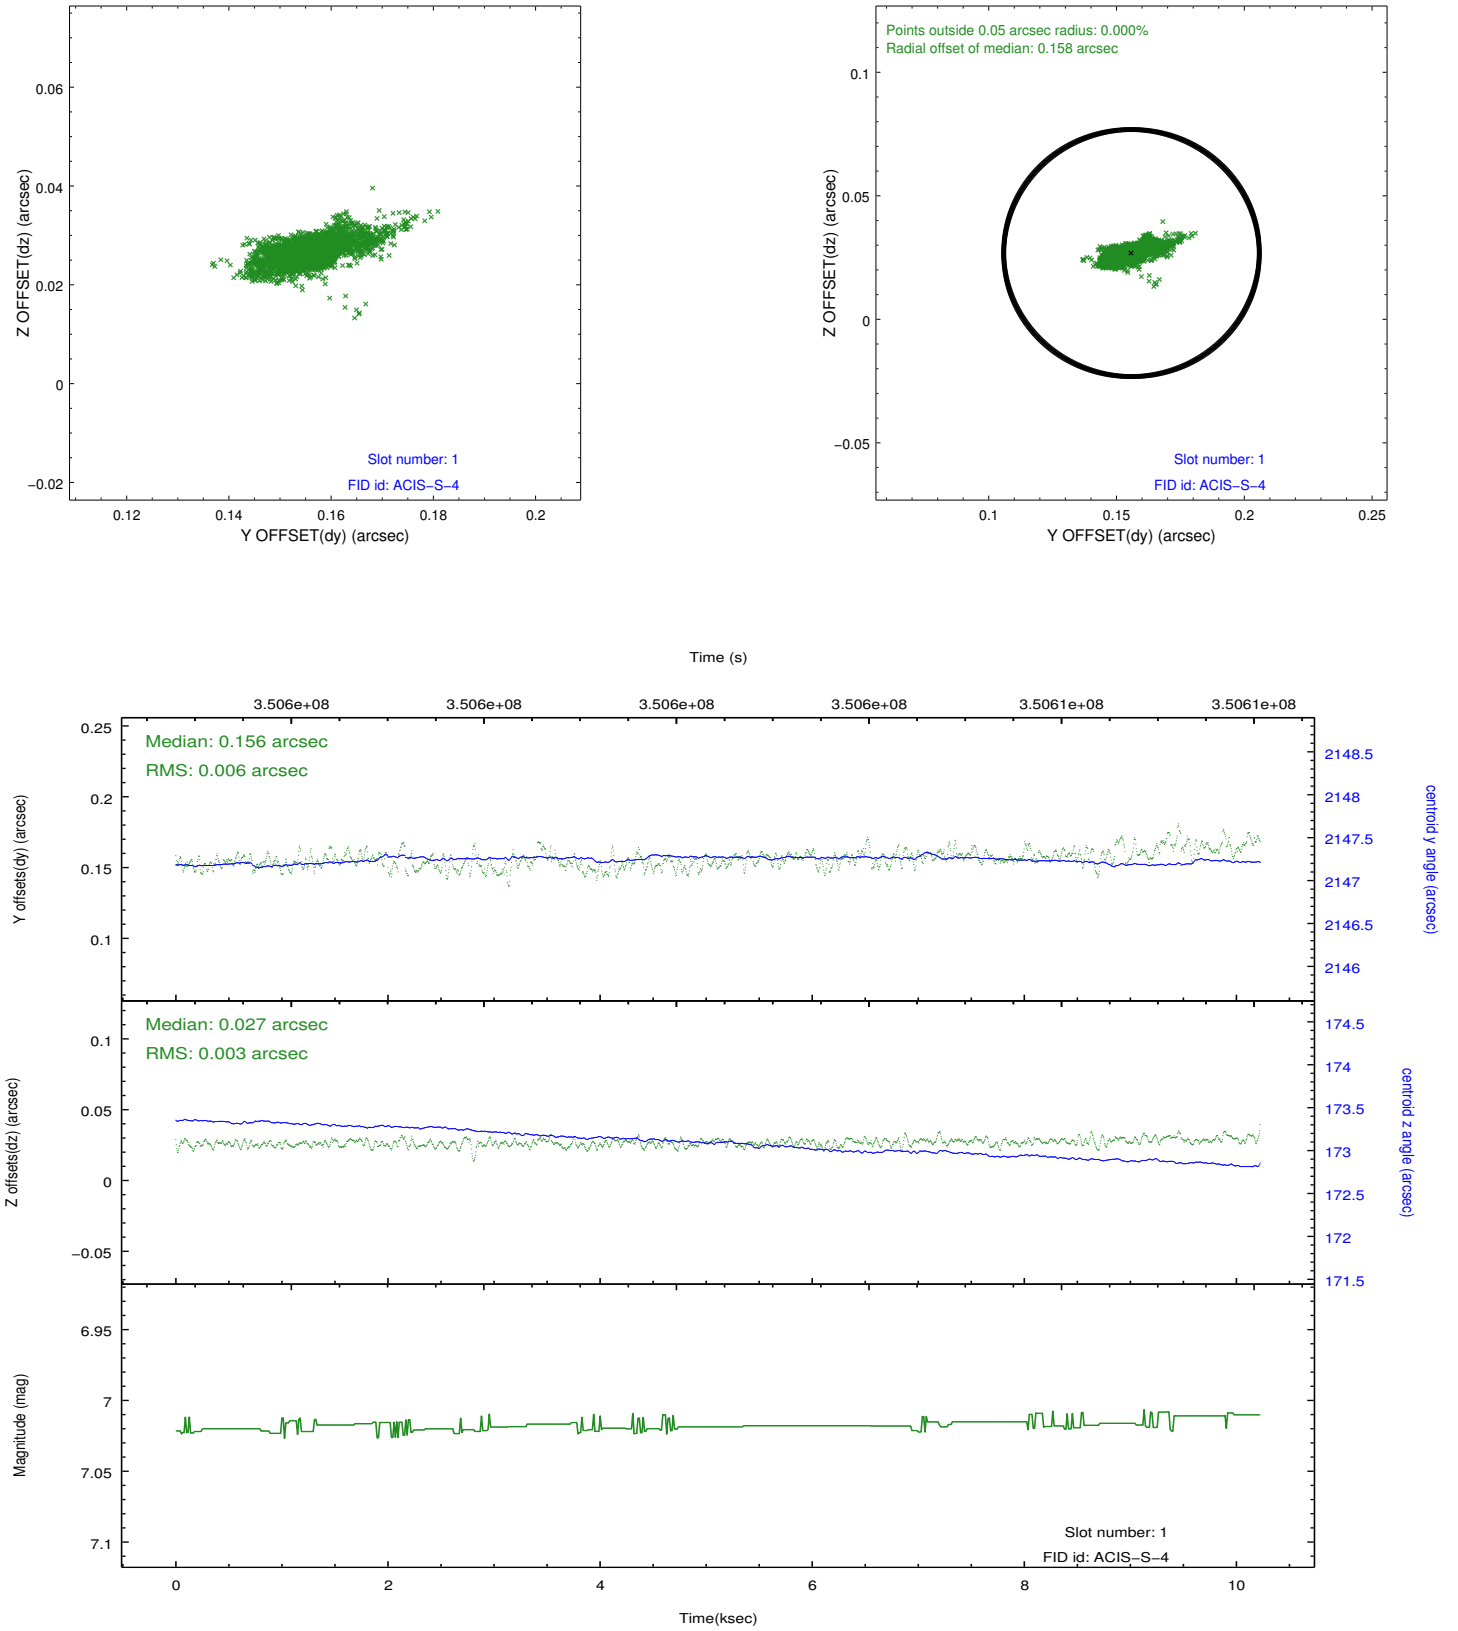 0.06
0.04
0.02
0
−0.02
Z OFFSET(dz) (arcsec)
Slot number: 1
FID id: ACIS−S−4
0.12 0.14 0.16 0.18 0.2
Y OFFSET(dy) (arcsec)
Points outside 0.05 arcsec radius: 0.000%
Radial offset of median: 0.158 arcsec
0.1
0.05
0
−0.05
Z OFFSET(dz) (arcsec)
Slot number: 1
FID id: ACIS−S−4
0.1 0.15 0.2 0.25
Y OFFSET(dy) (arcsec)
Time (s)
3.506e+08 3.506e+08 3.506e+08 3.506e+08 3.5061e+08 3.5061e+08
Median: 0.156 arcsec
RMS: 0.006 arcsec
0.25
0.2
0.15
0.1
Y offsets(dy) (arcsec)
2148.5
2148
2147.5
2147
2146.5
2146
centroid y angle (arcsec)
Median: 0.027 arcsec
RMS: 0.003 arcsec
0.1
0.05
0
−0.05
Z offsets(dz) (arcsec)
174.5
174
173.5
173
172.5
172
171.5
centroid z angle (arcsec)
6.95
7
7.05
7.1
Magnitude (mag)
Slot number: 1
FID id: ACIS−S−4
0 2 4 6 8 10
Time(ksec)